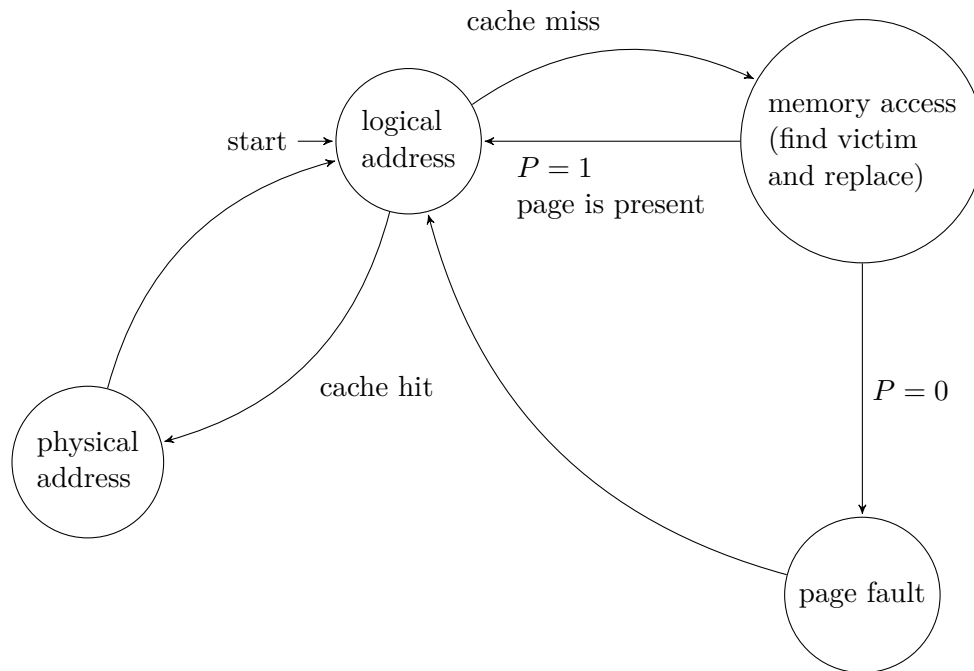 cache miss
start
logical
address
memory access
(find victim
and replace)
P = 1
page is present
cache hit
P = 0
physical
address
page fault